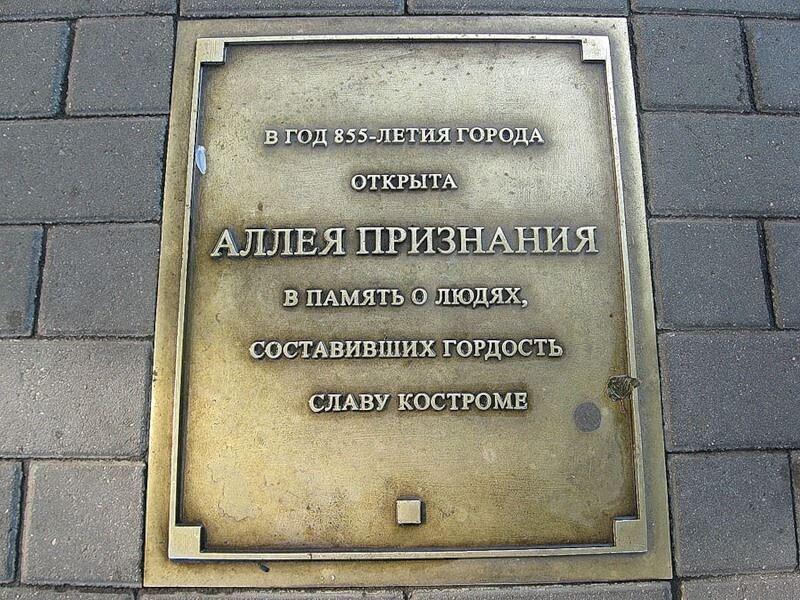 В ГОД 855-ЛЕТИЯ ГОРОДА
ОТКРЫТА
АЛЛЕЯ ПРИЗНАНИЯ
В ПАМЯТЬ О ЛЮДЯХ,
СОСТАВИВШИХ ГОРДОСТЬ
СЛАВУ КОСТРОМЕ